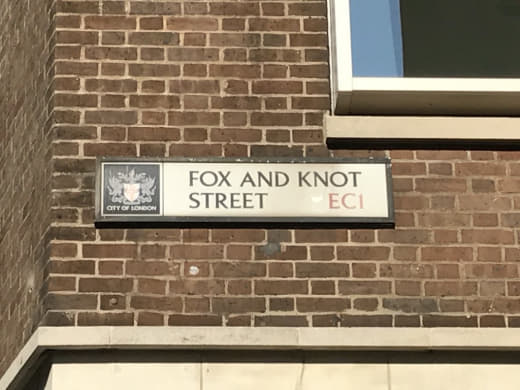 FOX AND KNOT
STREET EC1
CITY OF LONDON